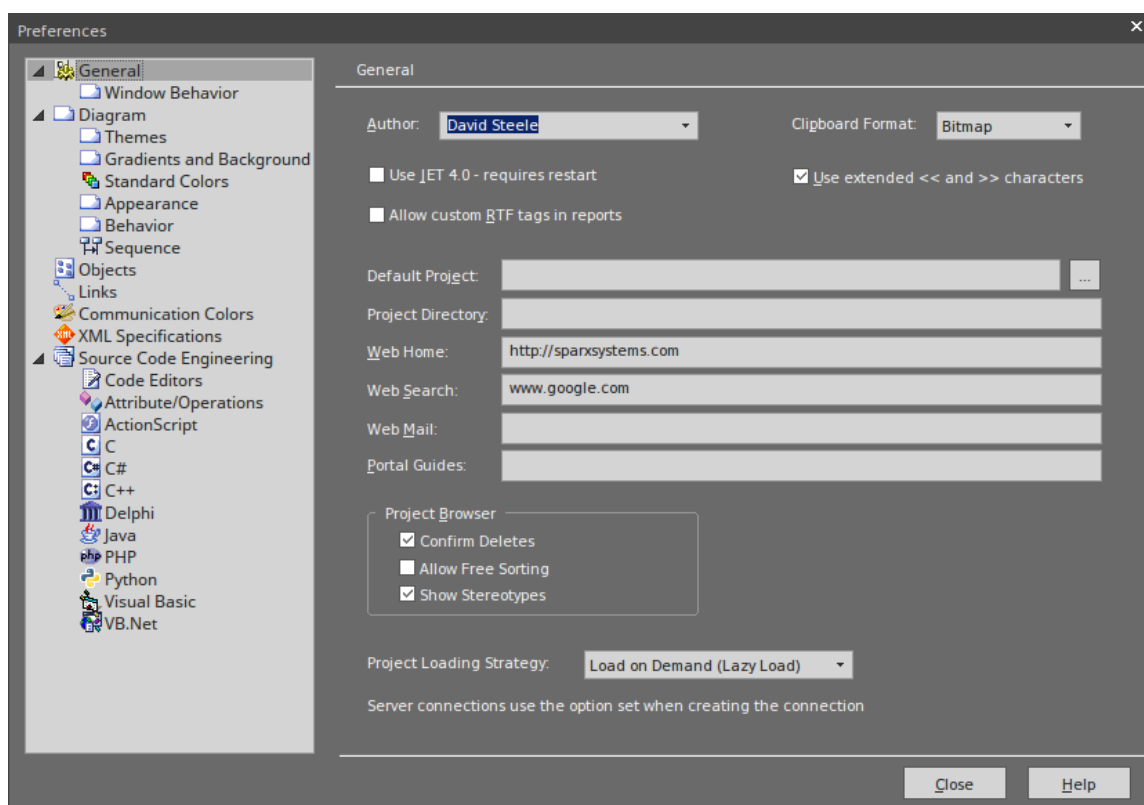 Preferences
General
Window Behavior
Diagram
Themes
Gradients and Background
Standard Colors
Appearance
Behavior
Sequence
Objects
Links
Communication Colors
XML Specifications
Source Code Engineering
Code Editors
Attribute/Operations
ActionScript
C
C#
C++
Delphi
Java
php PHP
Python
Visual Basic
VB.Net
General
Author: David Steele Clipboard Format: Bitmap
Use JET 4.0 - requires restart Use extended << and >> characters
Allow custom RTF tags in reports
Default Project: ...
Project Directory:
Web Home: http://sparxsystems.com
Web Search: www.google.com
Web Mail:
Portal Guides:
Project Browser
Confirm Deletes
Allow Free Sorting
Show Stereotypes
Project Loading Strategy: Load on Demand (Lazy Load)
Server connections use the option set when creating the connection
Close Help